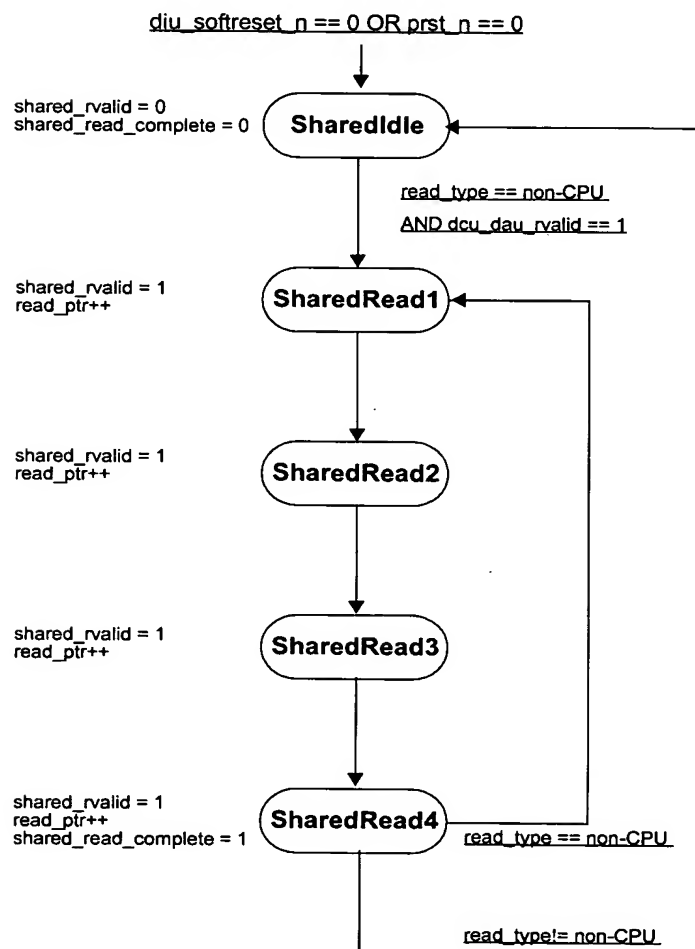 diu_softreset_n == 0 OR prst_n == 0
shared_rvalid = 0
shared_read_complete = 0
SharedIdle
read_type == non-CPU
AND dcu_dau_rvalid == 1
shared_rvalid = 1
read_ptr++
SharedRead1
shared_rvalid = 1
read_ptr++
SharedRead2
shared_rvalid = 1
read_ptr++
SharedRead3
shared_rvalid = 1
read_ptr++
shared_read_complete = 1
SharedRead4
read_type == non-CPU
read_type!= non-CPU